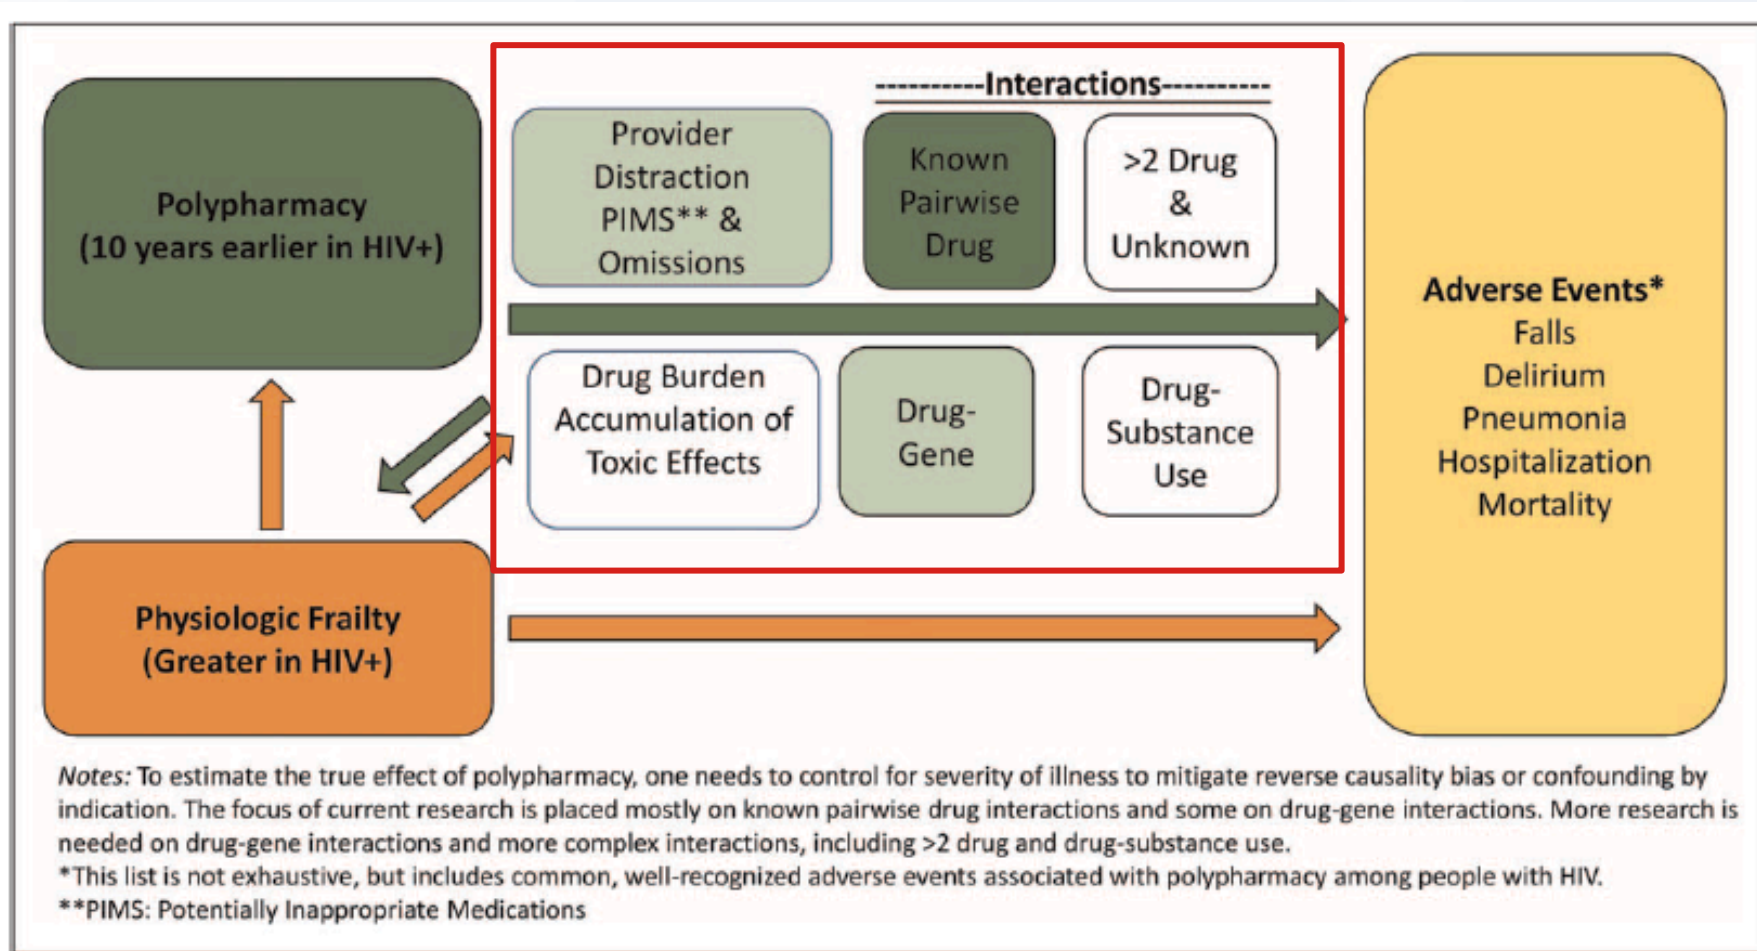 Polypharmacy
(10 years earlier in HIV+)
Provider
Distraction
PIMS** &
Omissions
----------Interactions----------
Known
Pairwise
Drug
>2 Drug
&
Unknown
Drug Burden
Accumulation of
Toxic Effects
Drug-
Gene
Drug-
Substance
Use
Physiologic Frailty
(Greater in HIV+)
Adverse Events*
Falls
Delirium
Pneumonia
Hospitalization
Mortality
Notes: To estimate the true effect of polypharmacy, one needs to control for severity of illness to mitigate reverse causality bias or confounding by
indication. The focus of current research is placed mostly on known pairwise drug interactions and some on drug-gene interactions. More research is
needed on drug-gene interactions and more complex interactions, including >2 drug and drug-substance use.
*This list is not exhaustive, but includes common, well-recognized adverse events associated with polypharmacy among people with HIV.
**PIMS: Potentially Inappropriate Medications